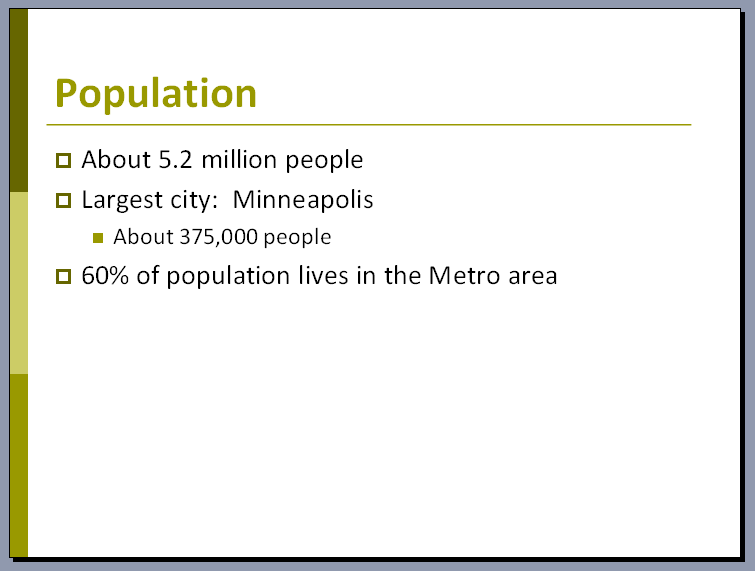 Population
About 5.2 million people
Largest city:  Minneapolis
About 375,000 people
60% of population lives in the Metro area